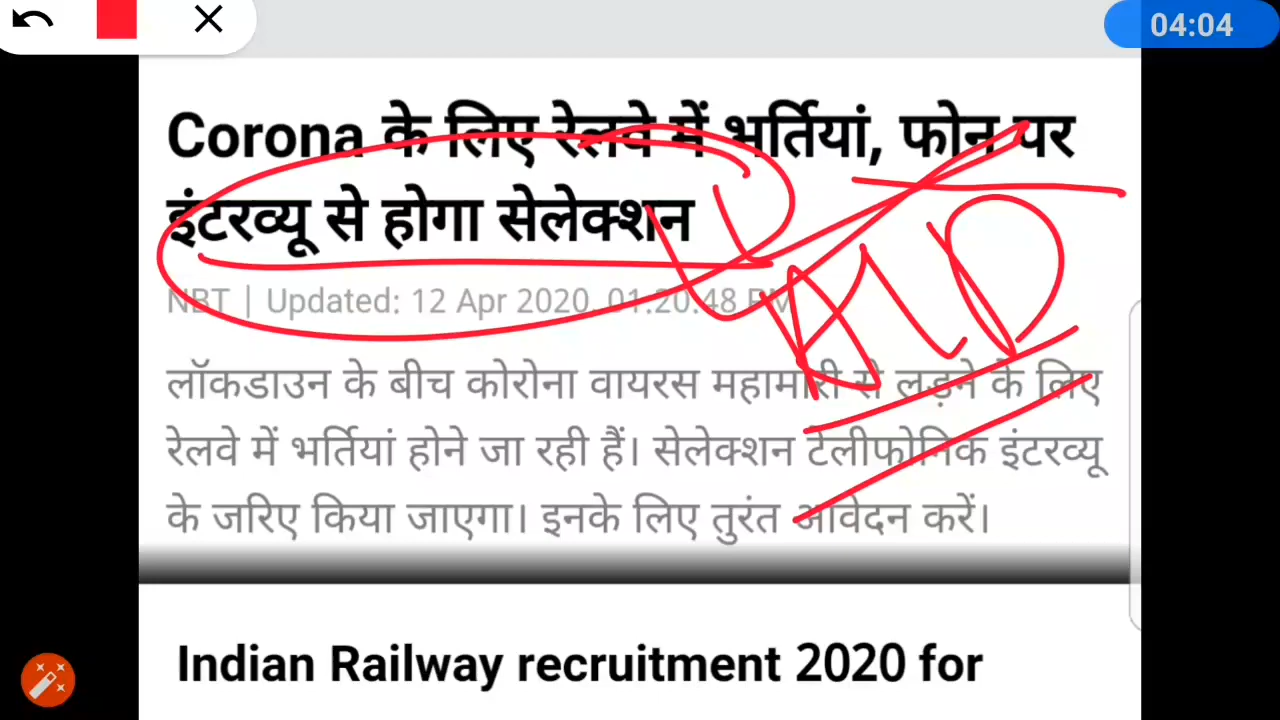 04:04
Corona के लिए रेलवे में भर्तियां, फोन पर
इंटरव्यू से होगा सेलेक्शन
NBT | Updated: 12 Apr 2020, 01:20:48 PM
लॉकडाउन के बीच कोरोना वायरस महामारी से लड़ने के लिए
रेलवे में भर्तियां होने जा रही हैं। सेलेक्शन टेलीफोनिक इंटरव्यू
के जरिए किया जाएगा। इनके लिए तुरंत आवेदन करें।
Indian Railway recruitment 2020 for